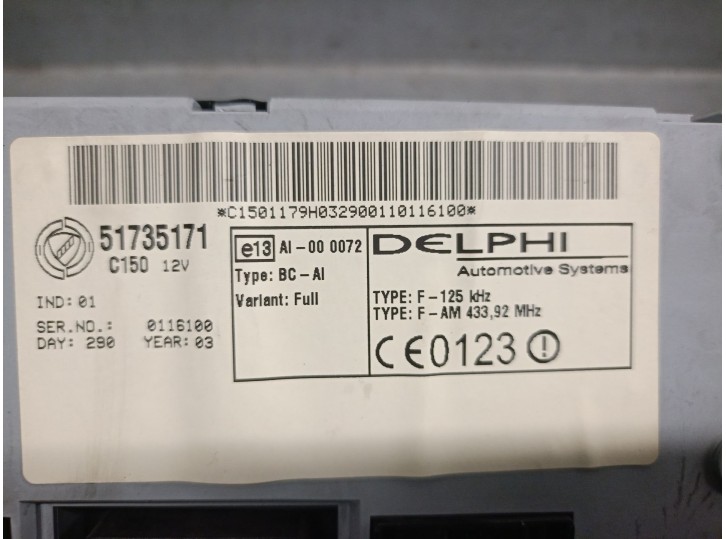 *C1501179H032900110116100*
51735171
C150 12V
IND: 01
SER.NO.: 0116100
DAY: 290 YEAR: 03
e13 AI-00 0072
Type: BC-AI
Variant: Full
DELPHI
Automotive Systems
TYPE: F-125 kHz
TYPE: F-AM 433,92 MHz
CE0123